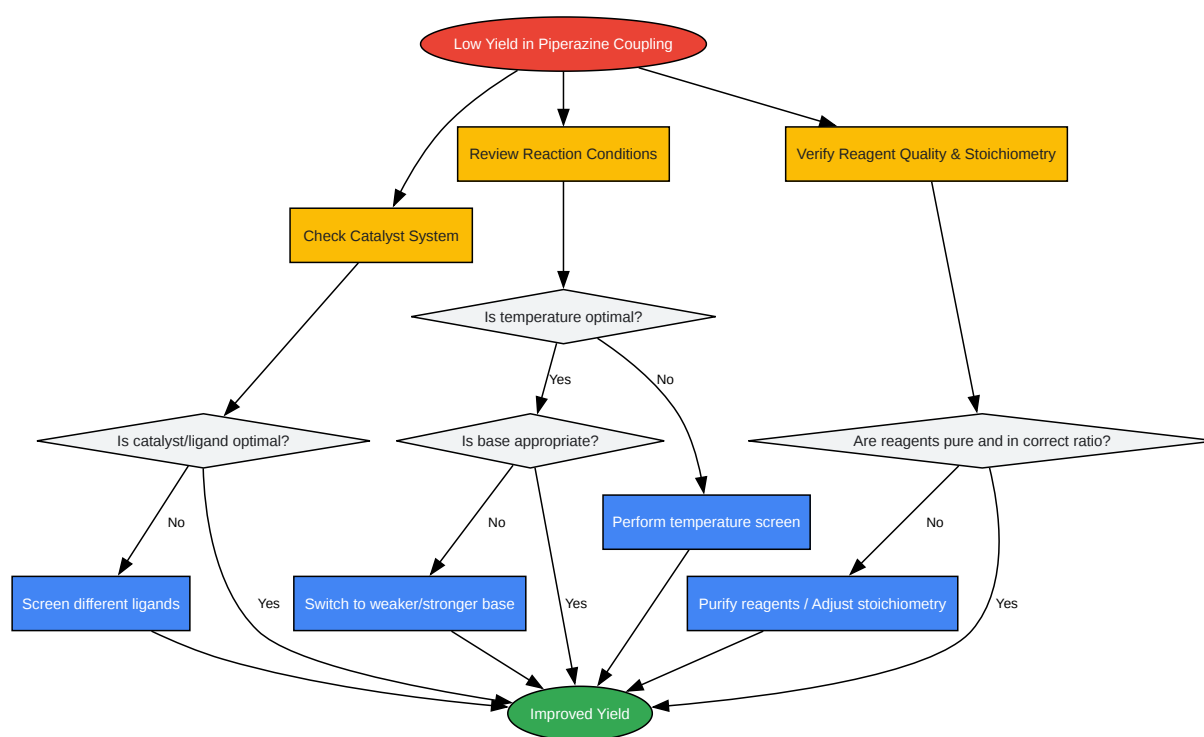 Low Yield in Piperazine Coupling
Review Reaction Conditions
Verify Reagent Quality & Stoichiometry
Check Catalyst System
Is temperature optimal?
Yes
No
Is catalyst/ligand optimal?
Is base appropriate?
Are reagents pure and in correct ratio?
No
No
Perform temperature screen
No
Screen different ligands
Yes
Switch to weaker/stronger base
Yes
Purify reagents / Adjust stoichiometry
Yes
Improved Yield